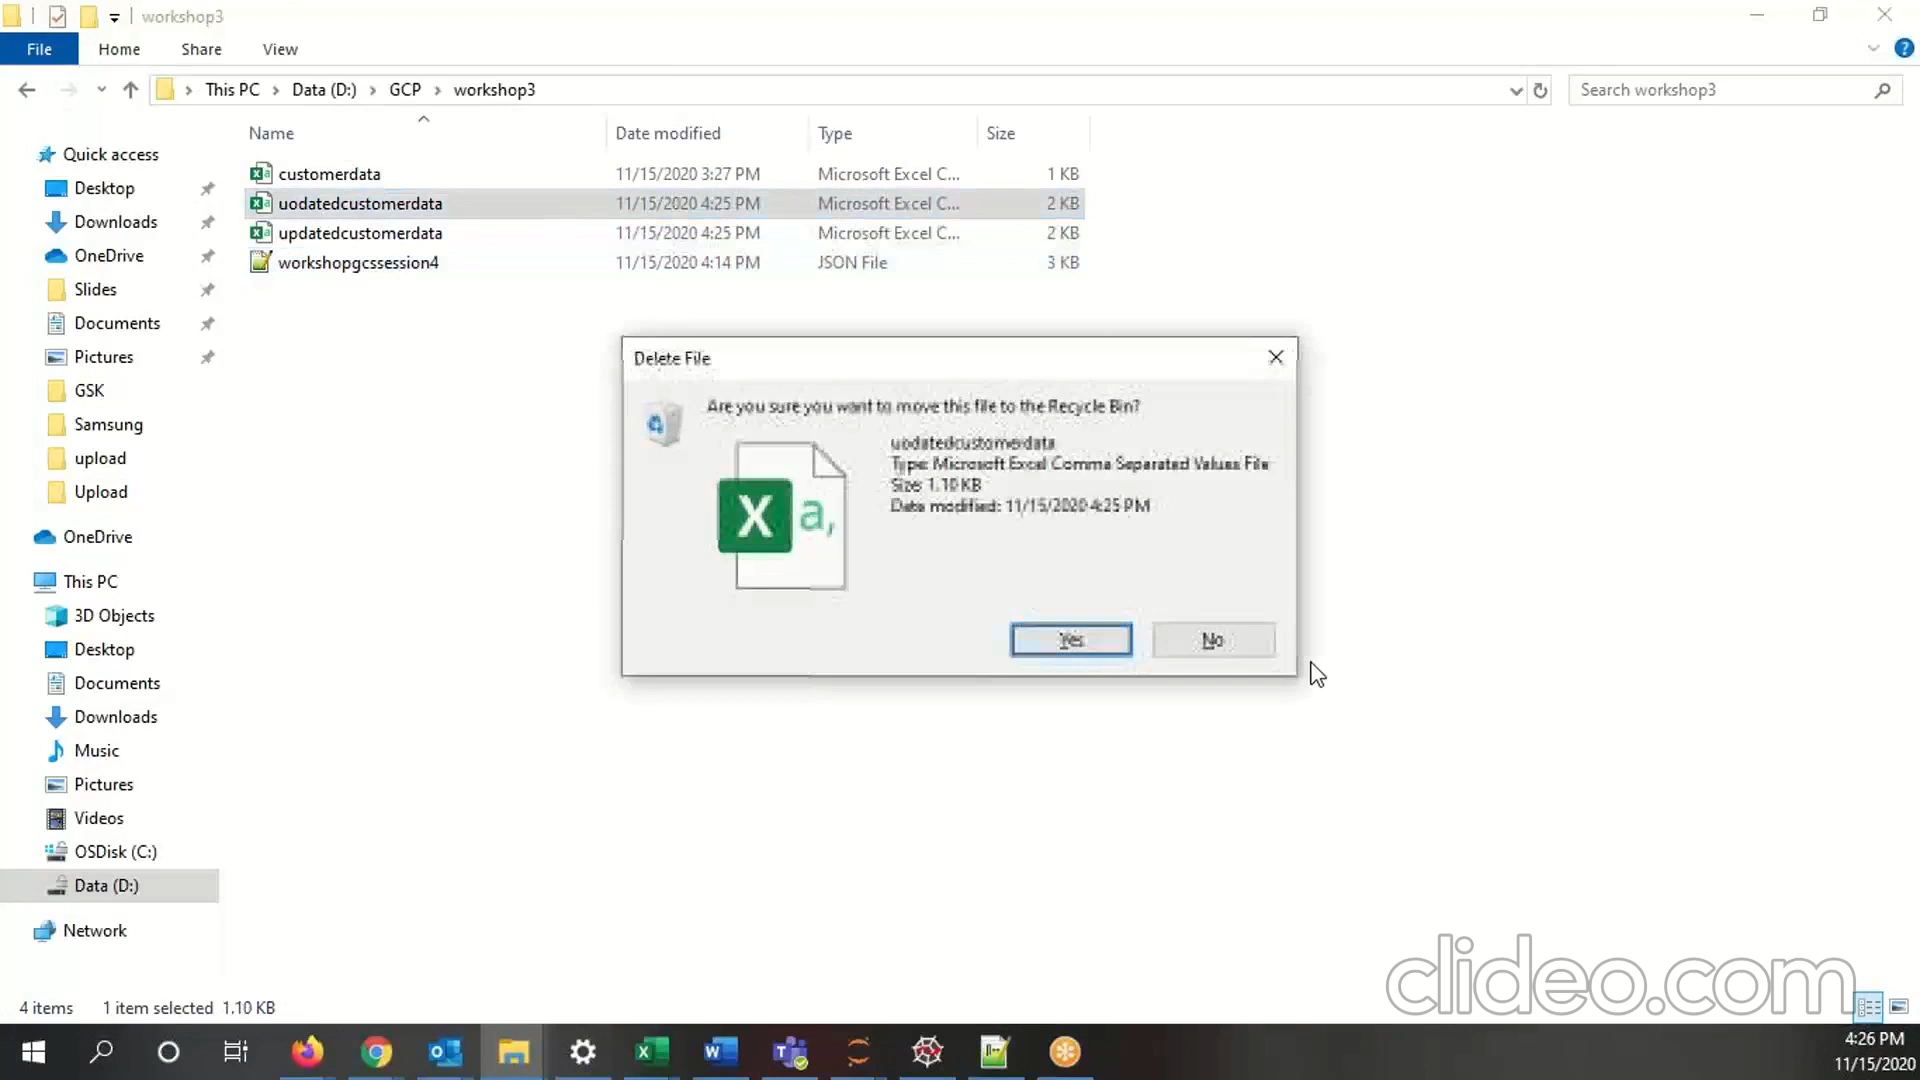 workshop3
File Home Share View
This PC > Data (D:) > GCP > workshop3
Search workshop3
Name Date modified Type Size
customerdata 11/15/2020 3:27 PM Microsoft Excel C... 1 KB
uodatedcustomerdata 11/15/2020 4:25 PM Microsoft Excel C... 2 KB
updatedcustomerdata 11/15/2020 4:25 PM Microsoft Excel C... 2 KB
workshopgcssession4 11/15/2020 4:14 PM JSON File 3 KB
Quick access
Desktop
Downloads
OneDrive
Slides
Documents
Pictures
GSK
Samsung
upload
Upload
OneDrive
This PC
3D Objects
Desktop
Documents
Downloads
Music
Pictures
Videos
OSDisk (C:)
Data (D:)
Network
Delete File
Are you sure you want to move this file to the Recycle Bin?
uodatedcustomerdata
Type: Microsoft Excel Comma Separated Values File
Size: 1.10 KB
Date modified: 11/15/2020 4:25 PM
X a,
Yes No
clideo.com
4 items 1 item selected 1.10 KB
4:26 PM
11/15/2020